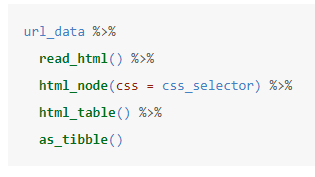 url_data %>%
  read_html() %>%
  html_node(css = css_selector) %>%
  html_table() %>%
  as_tibble()